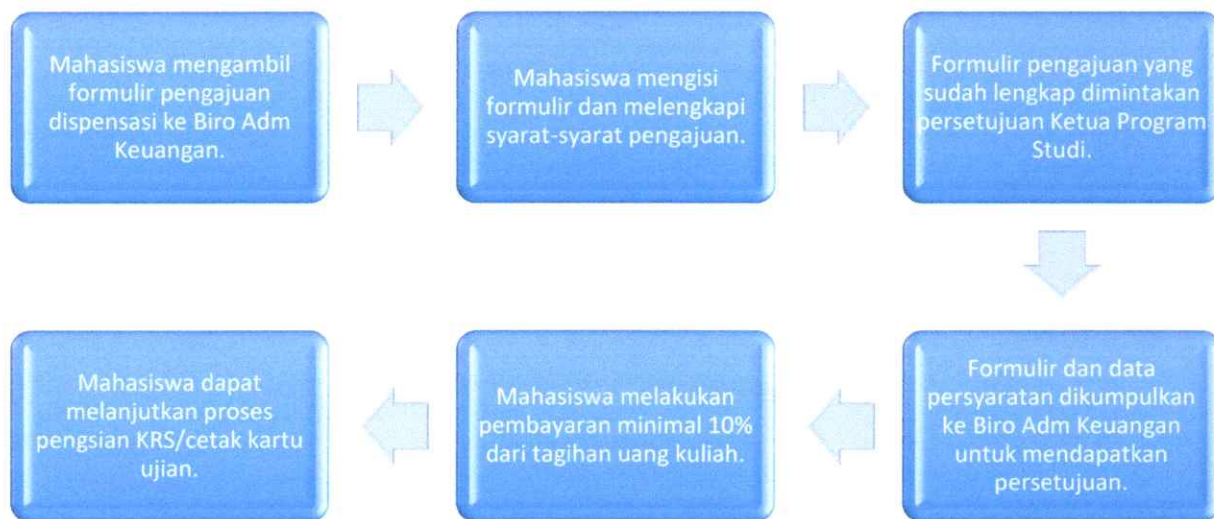 Mahasiswa mengambil
formulir pengajuan
dispensasi ke Biro Adm
Keuangan.
Mahasiswa mengisi
formulir dan melengkapi
syarat-syarat pengajuan.
Formulir pengajuan yang
sudah lengkap dimintakan
persetujuan Ketua Program
Studi.
Formulir dan data
persyaratan dikumpulkan
ke Biro Adm Keuangan
untuk mendapatkan
persetujuan.
Mahasiswa melakukan
pembayaran minimal 10%
dari tagihan uang kuliah.
Mahasiswa dapat
melanjutkan proses
pengsian KRS/cetak kartu
ujian.